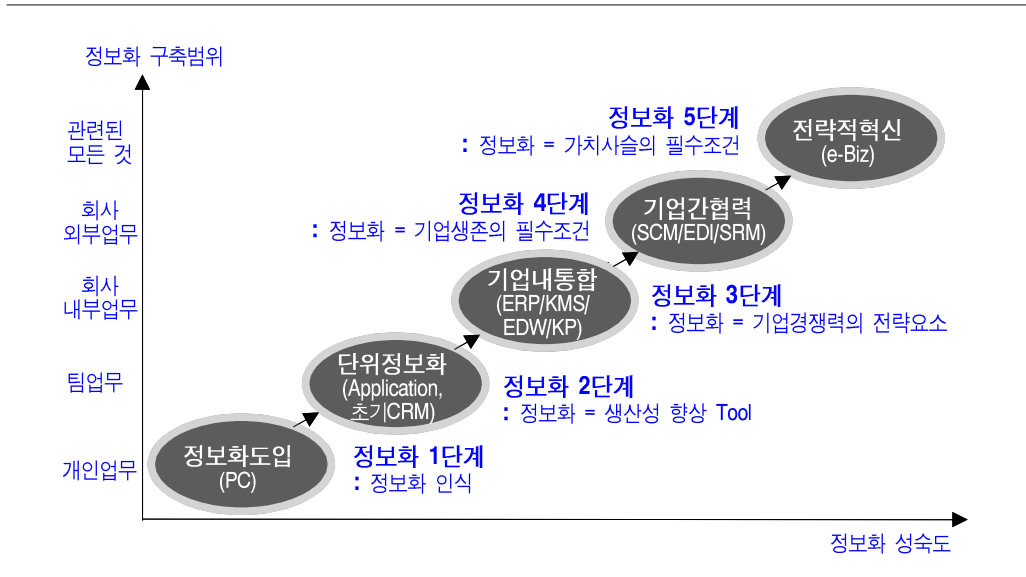 정보화 구축범위
관련된
모든 것
회사
외부업무
회사
내부업무
팀업무
개인업무
정보화 5단계
: 정보화 = 가치사슬의 필수조건
전략적혁신
(e-Biz)
정보화 4단계
: 정보화 = 기업생존의 필수조건
기업간협력
(SCM/EDI/SRM)
기업내통합
(ERP/KMS/
EDW/KP)
정보화 3단계
: 정보화 = 기업경쟁력의 전략요소
단위정보화
(Application,
초기CRM)
정보화 2단계
: 정보화 = 생산성 향상 Tool
정보화도입
(PC)
정보화 1단계
: 정보화 인식
정보화 성숙도